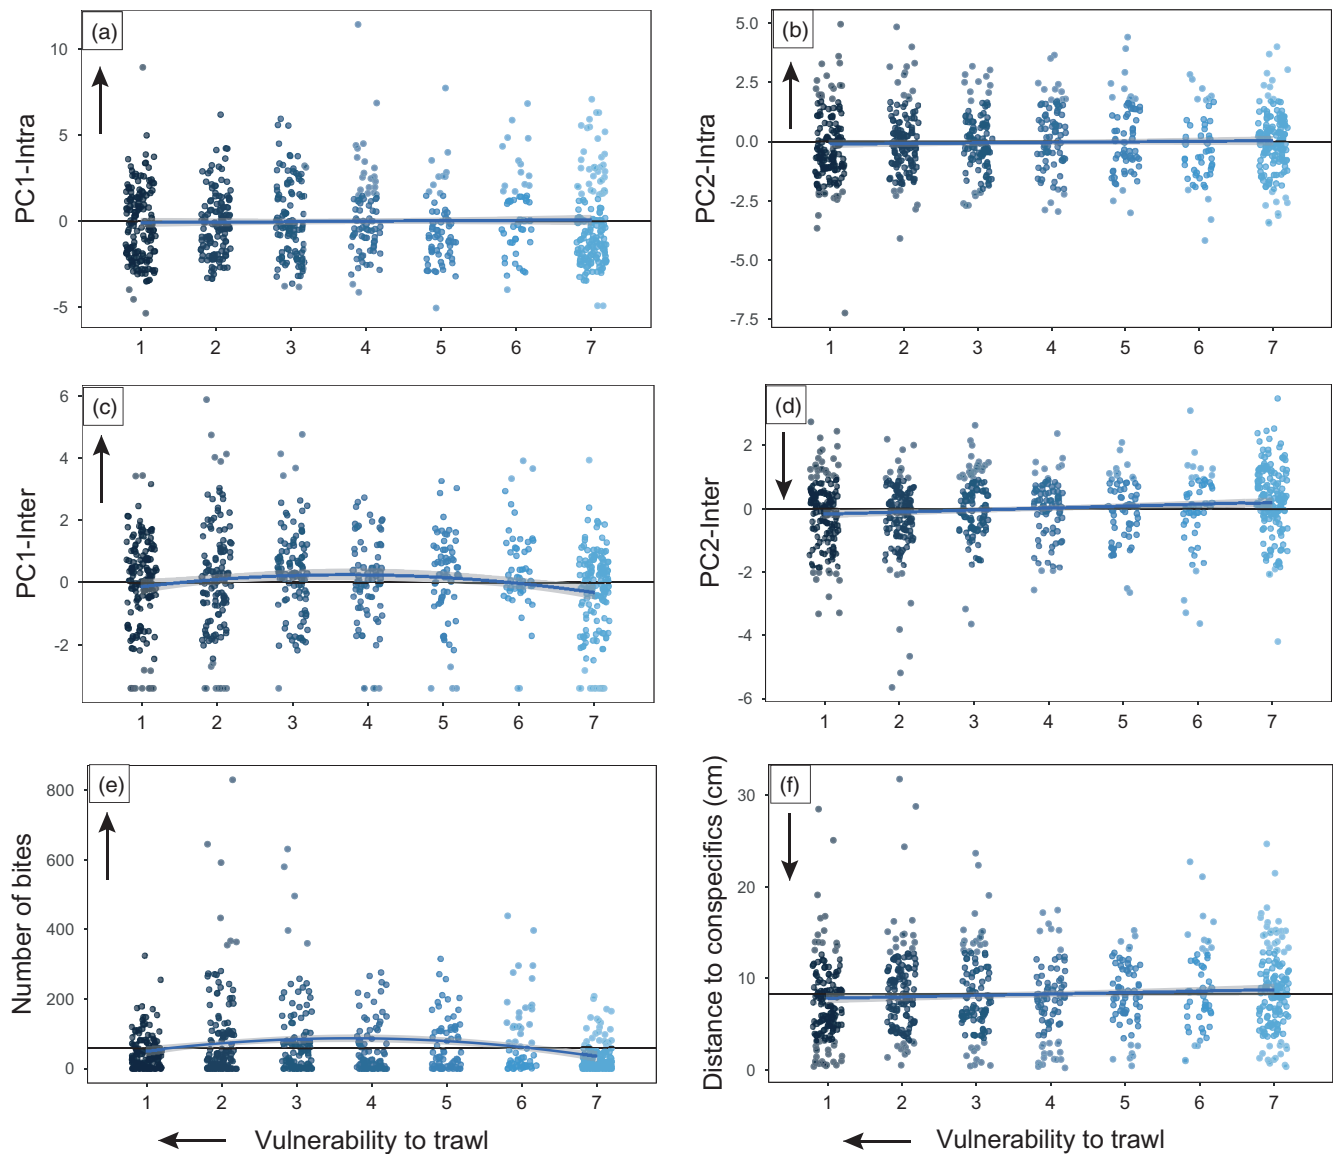 (a)
PC1-Intra
10
5
0
-5
1 2 3 4 5 6 7
(b)
PC2-Intra
5.0
2.5
0.0
-2.5
-5.0
-7.5
1 2 3 4 5 6 7
(c)
PC1-Inter
6
4
2
0
-2
1 2 3 4 5 6 7
(d)
PC2-Inter
2
0
-2
-4
-6
1 2 3 4 5 6 7
(e)
Number of bites
800
600
400
200
0
1 2 3 4 5 6 7
Vulnerability to trawl
(f)
Distance to conspecifics (cm)
30
20
10
0
1 2 3 4 5 6 7
Vulnerability to trawl